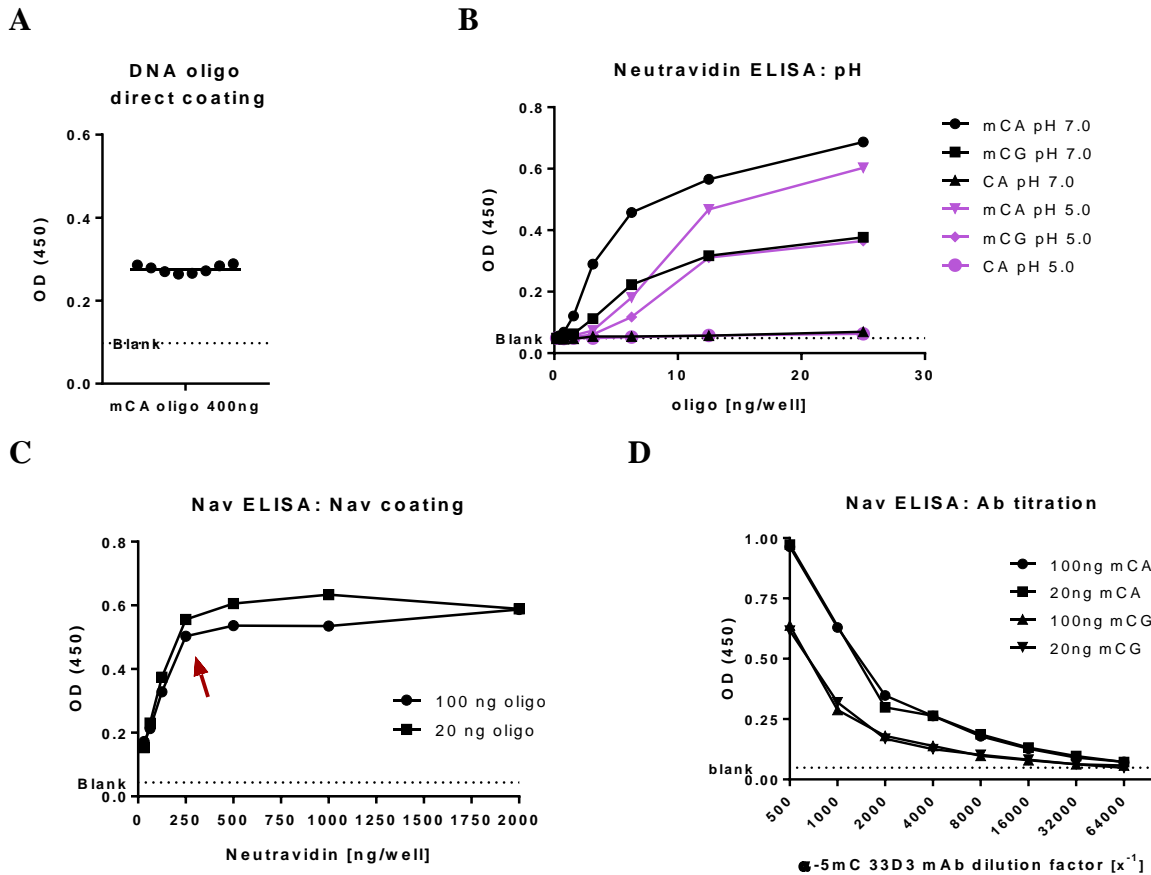 A
DNA oligo
direct coating
0.6
0.4
0.2
0.0
OD (450)
Blank
mCA oligo 400ng
B
Neutravidin ELISA: pH
0.8
0.6
0.4
0.2
0.0
OD (450)
Blank
0
10
20
30
oligo [ng/well]
mCA pH 7.0
mCG pH 7.0
CA pH 7.0
mCA pH 5.0
mCG pH 5.0
CA pH 5.0
C
Nav ELISA: Nav coating
0.8
0.6
0.4
0.2
0.0
OD (450)
Blank
100 ng oligo
20 ng oligo
0
250
500
750
1000
1250
1500
1750
2000
Neutravidin [ng/well]
D
Nav ELISA: Ab titration
1.00
0.75
0.50
0.25
0.00
OD (450)
blank
100ng mCA
20ng mCA
100ng mCG
20ng mCG
500
1000
2000
4000
8000
16000
32000
64000
-5mC 33D3 mAb dilution factor [x⁻¹]